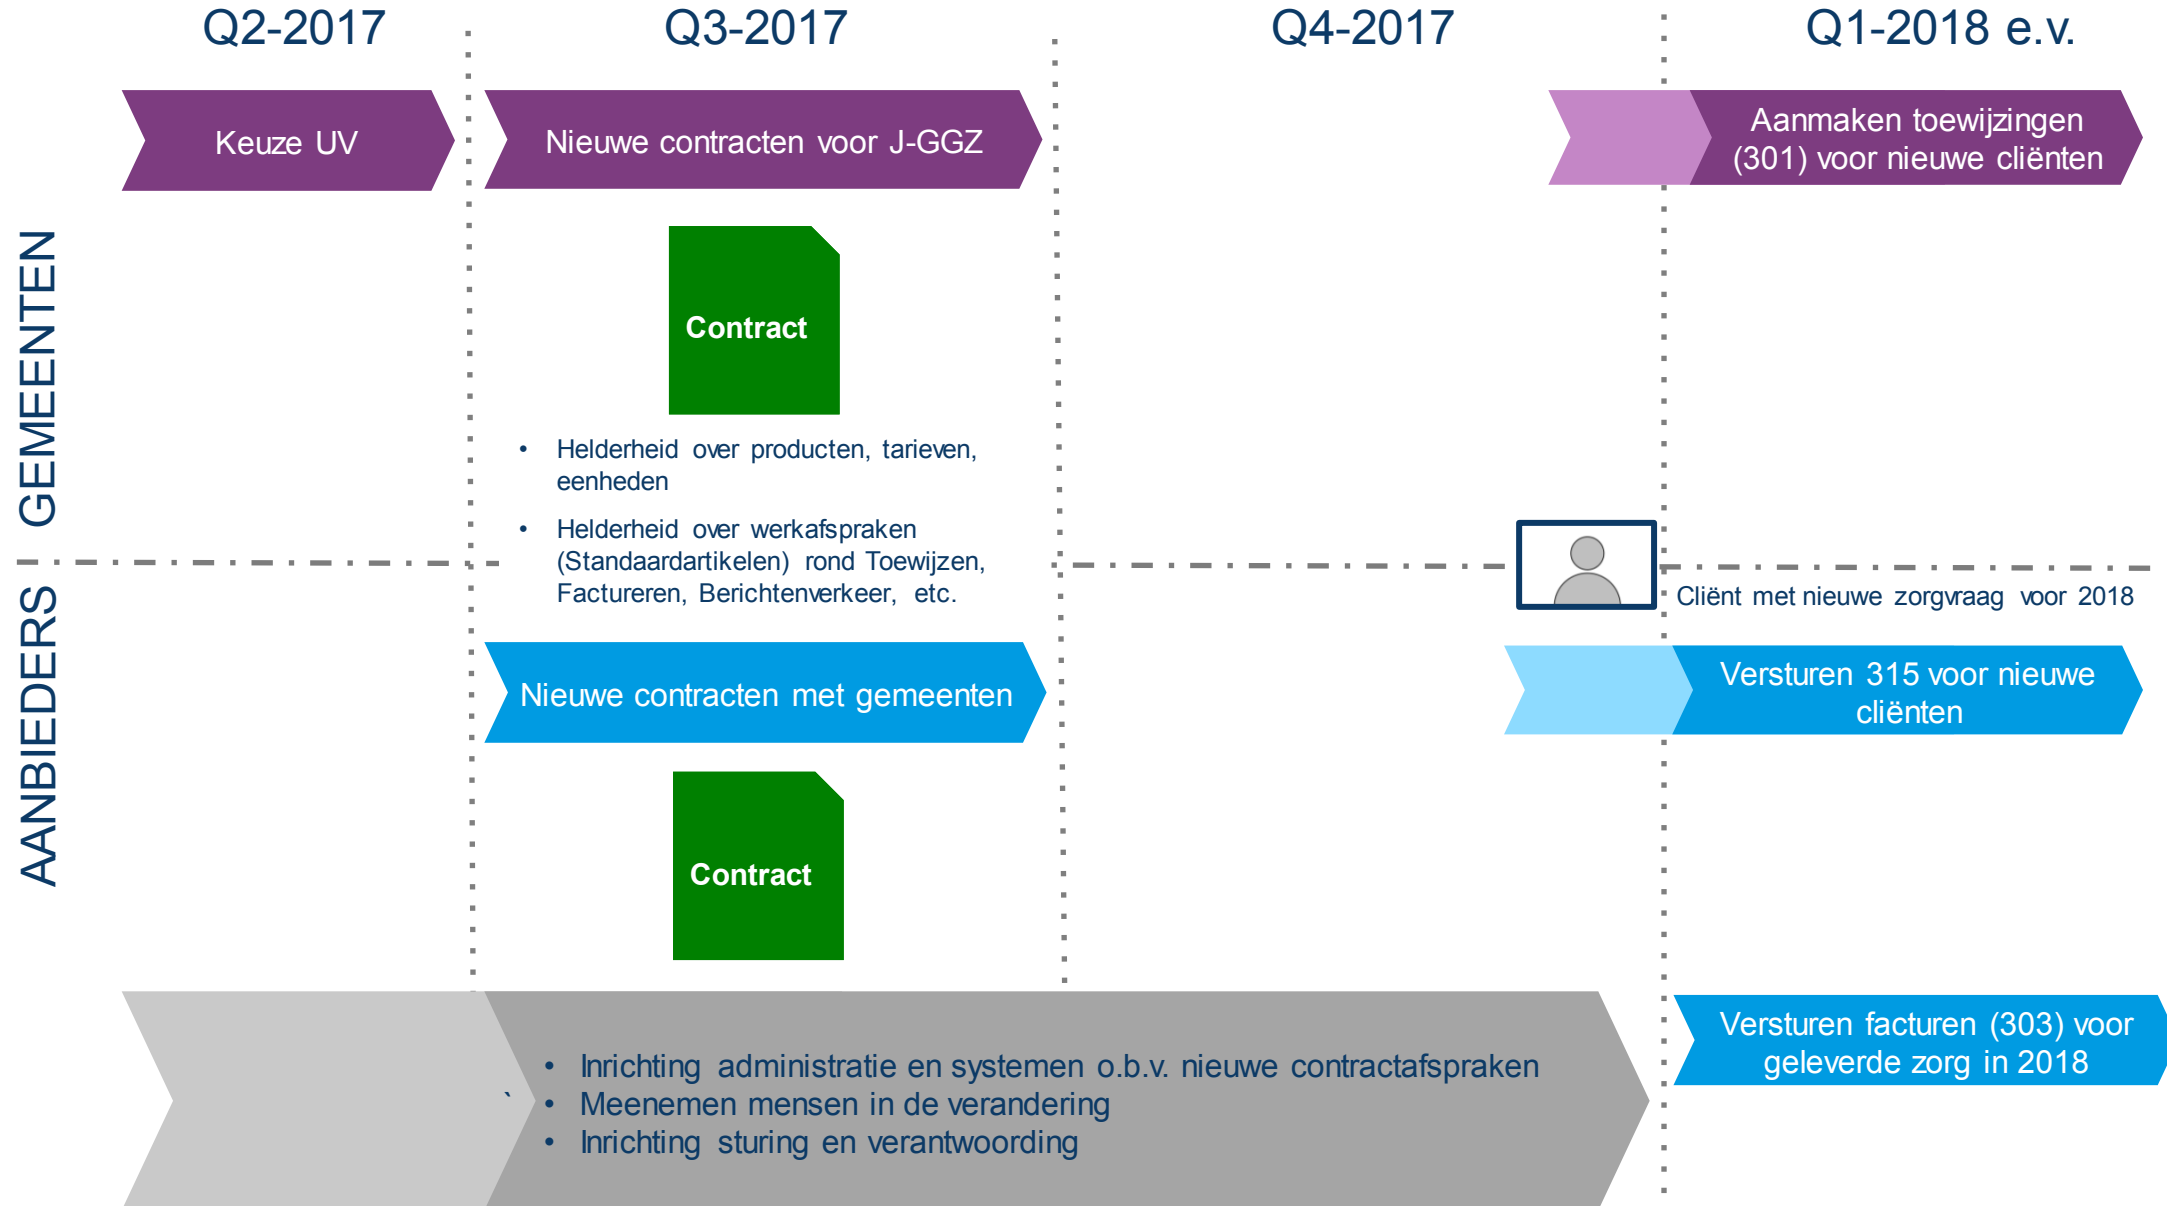 Q2-2017
Q3-2017
Q4-2017
Q1-2018 e.v.
GEMEENTEN
Keuze UV
Nieuwe contracten voor J-GGZ
Aanmaken toewijzingen
(301) voor nieuwe cliënten
Contract
• Helderheid over producten, tarieven,
eenheden
• Helderheid over werkafspraken
(Standaardartikelen) rond Toewijzen,
Factureren, Berichtenverkeer, etc.
Cliënt met nieuwe zorgvraag voor 2018
AANBIEDERS
Nieuwe contracten met gemeenten
Versturen 315 voor nieuwe
cliënten
Contract
` • Inrichting administratie en systemen o.b.v. nieuwe contractafspraken
• Meenemen mensen in de verandering
• Inrichting sturing en verantwoording
Versturen facturen (303) voor
geleverde zorg in 2018